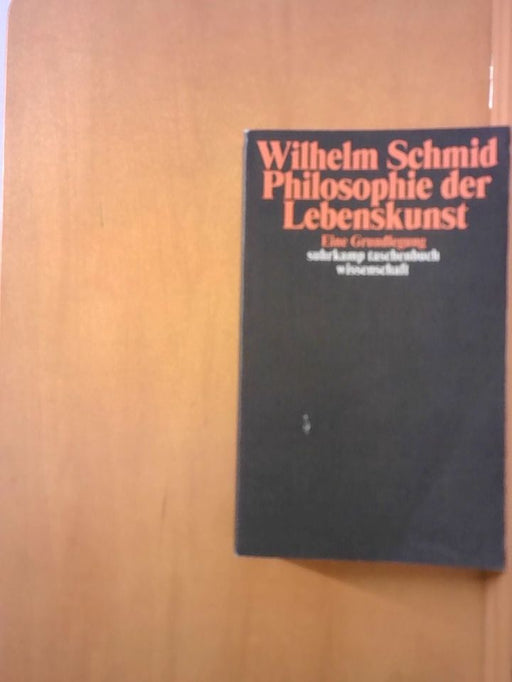 Wilhelm Schmid
Philosophie der
Lebenskunst
Eine Grundlegung
suhrkamp taschenbuch
wissenschaft